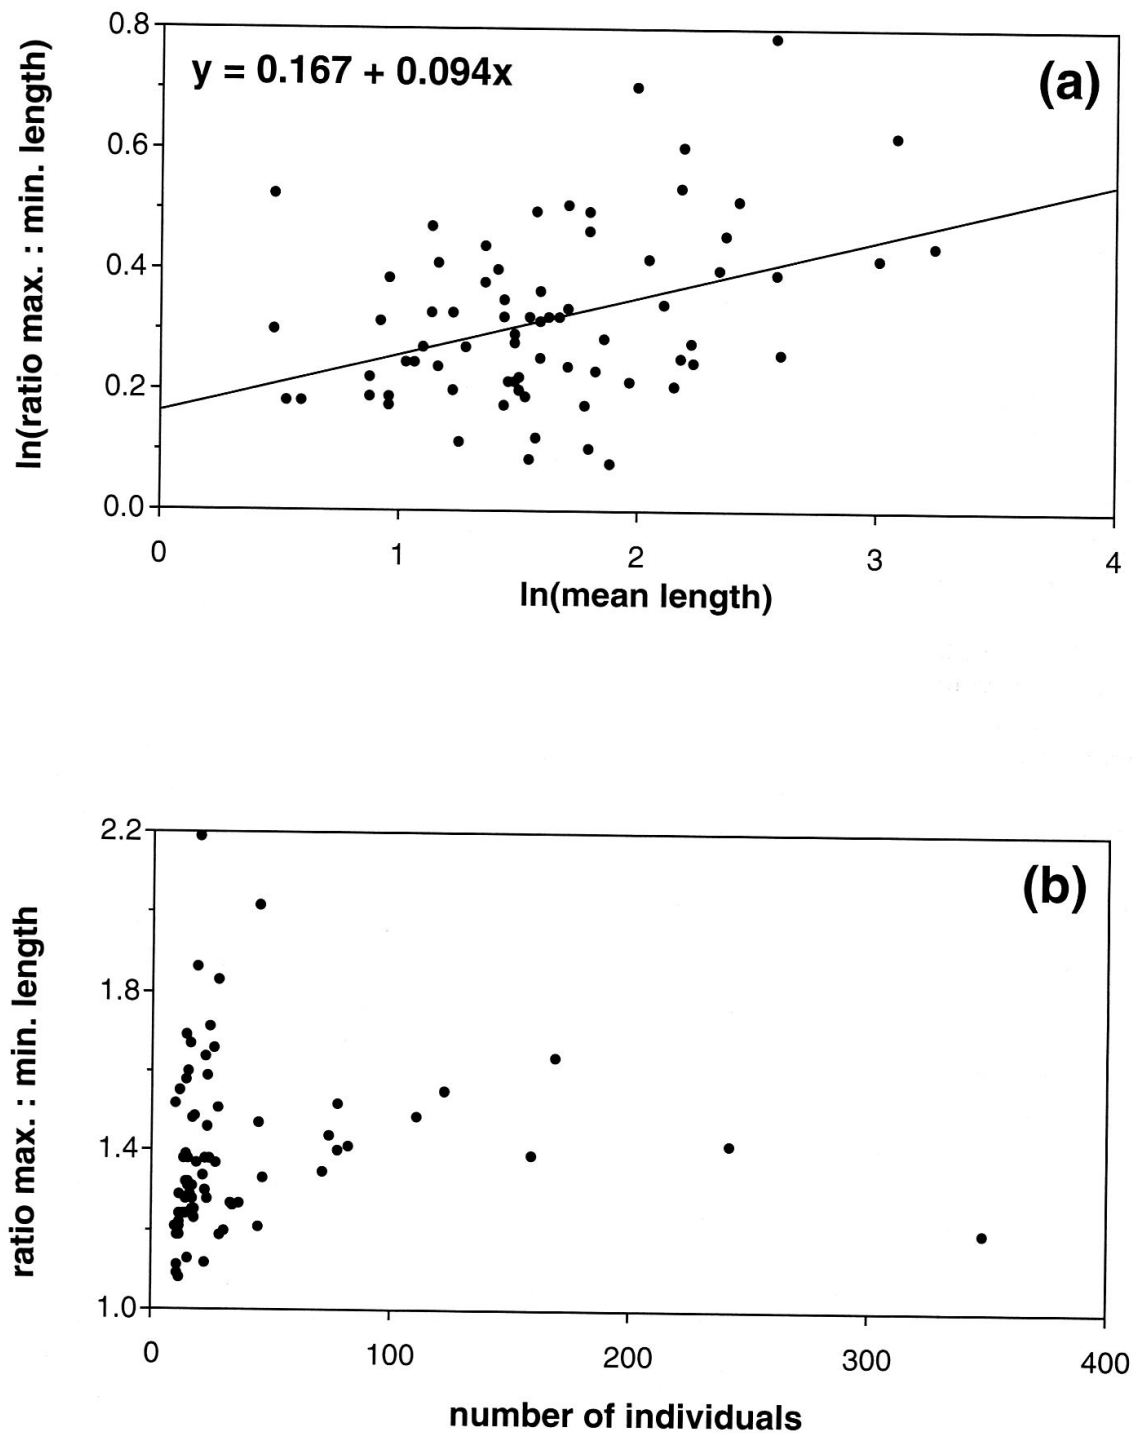 0.8
y = 0.167 + 0.094x
(a)
0.6
0.4
0.2
0.0
ln(ratio max. : min. length)
0 1 2 3 4
ln(mean length)
2.2
(b)
1.8
1.4
1.0
ratio max. : min. length
0 100 200 300 400
number of individuals